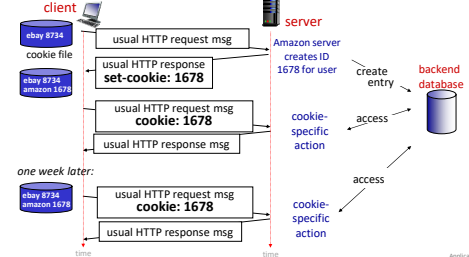 client
server
ebay 8734
usual HTTP request msg
Amazon server
creates ID
1678 for user
cookie file
usual HTTP response
set-cookie: 1678
create
entry
backend
database
ebay 8734
amazon 1678
usual HTTP request msg
cookie: 1678
cookie-
specific
action
access
usual HTTP response msg
one week later:
access
ebay 8734
amazon 1678
usual HTTP request msg
cookie: 1678
cookie-
specific
action
usual HTTP response msg
time
time